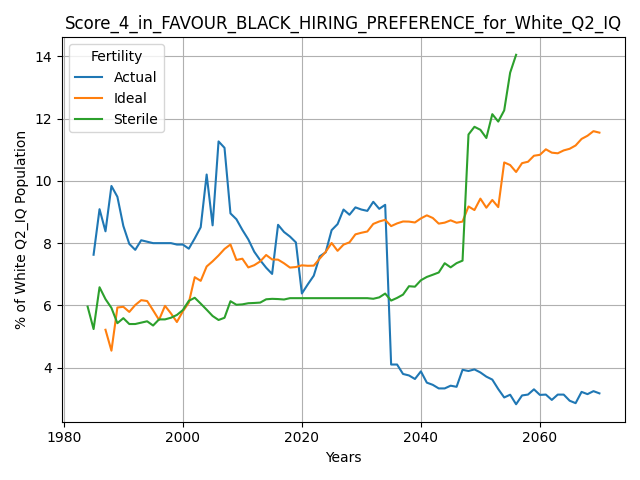 Score_4_in_FAVOUR_BLACK_HIRING_PREFERENCE_for_White_Q2_IQ
14
12
10
8
6
4
Fertility
Actual
Ideal
Sterile
% of White Q2_IQ Population
1980
2000
2020
2040
2060
Years